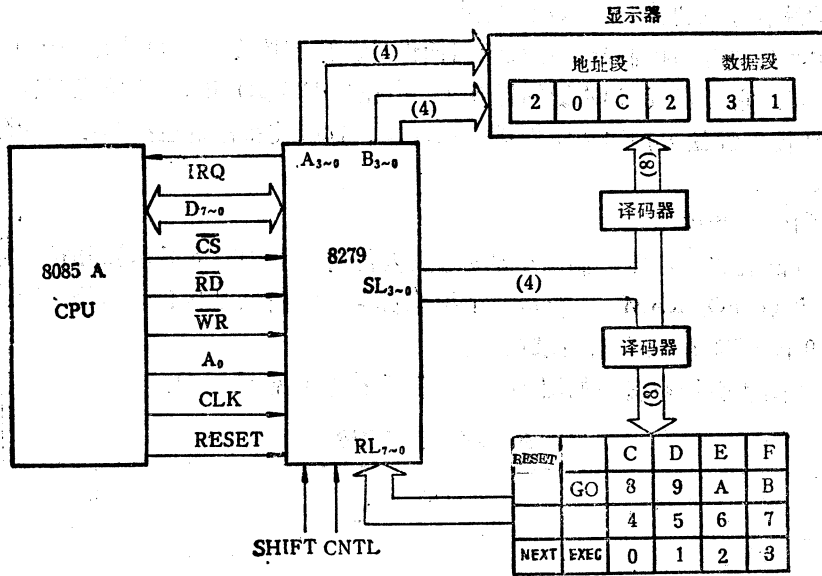 显示器
(4)
地址段 数据段
2 0 C 2 3 1
(4)
A3~0 B3~0
IRQ
(8)
D7~0
译码器
CS
8279
8085 A
CPU
SL3~0
RD
(4)
WR
译码器
A0
(8)
CLK
RESET
RL7~0
RESET C D E F
GO 8 9 A B
4 5 6 7
NEXT EXEC 0 1 2 3
SHIFT CNTL